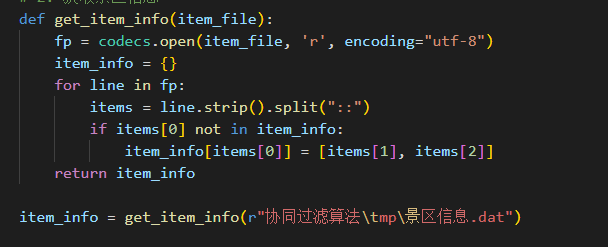 def get_item_info(item_file):
    fp = codecs.open(item_file, 'r', encoding="utf-8")
    item_info = {}
    for line in fp:
        items = line.strip().split("::")
        if items[0] not in item_info:
            item_info[items[0]] = [items[1], items[2]]
    return item_info
item_info = get_item_info(r"协同过滤算法\tmp\景区信息.dat")